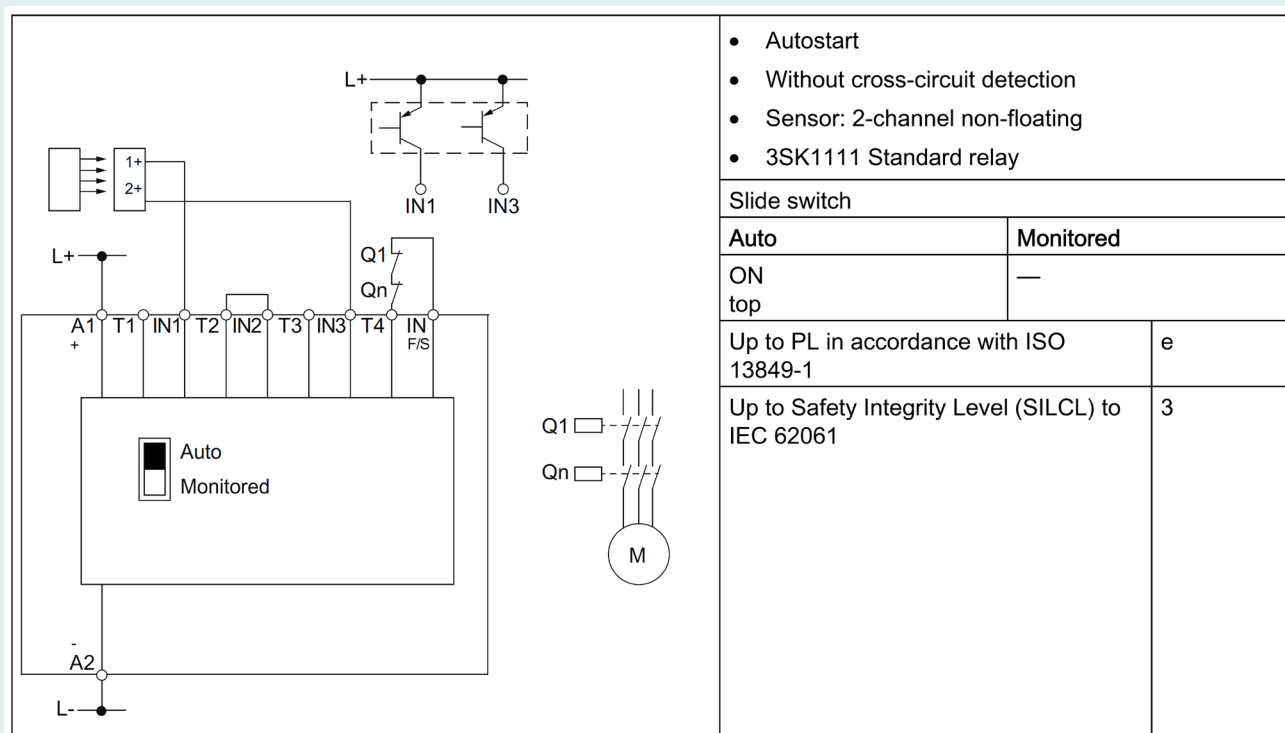 L+
IN1 IN3
1+
2+
L+
Q1
Qn
A1 T1 IN1 T2 IN2 T3 IN3 T4 IN
+ F/S
Auto
Monitored
Q1
Qn
M
-
A2
L-
• Autostart
• Without cross-circuit detection
• Sensor: 2-channel non-floating
• 3SK1111 Standard relay
Slide switch
Auto Monitored
ON —
top
Up to PL in accordance with ISO e
13849-1
Up to Safety Integrity Level (SILCL) to 3
IEC 62061